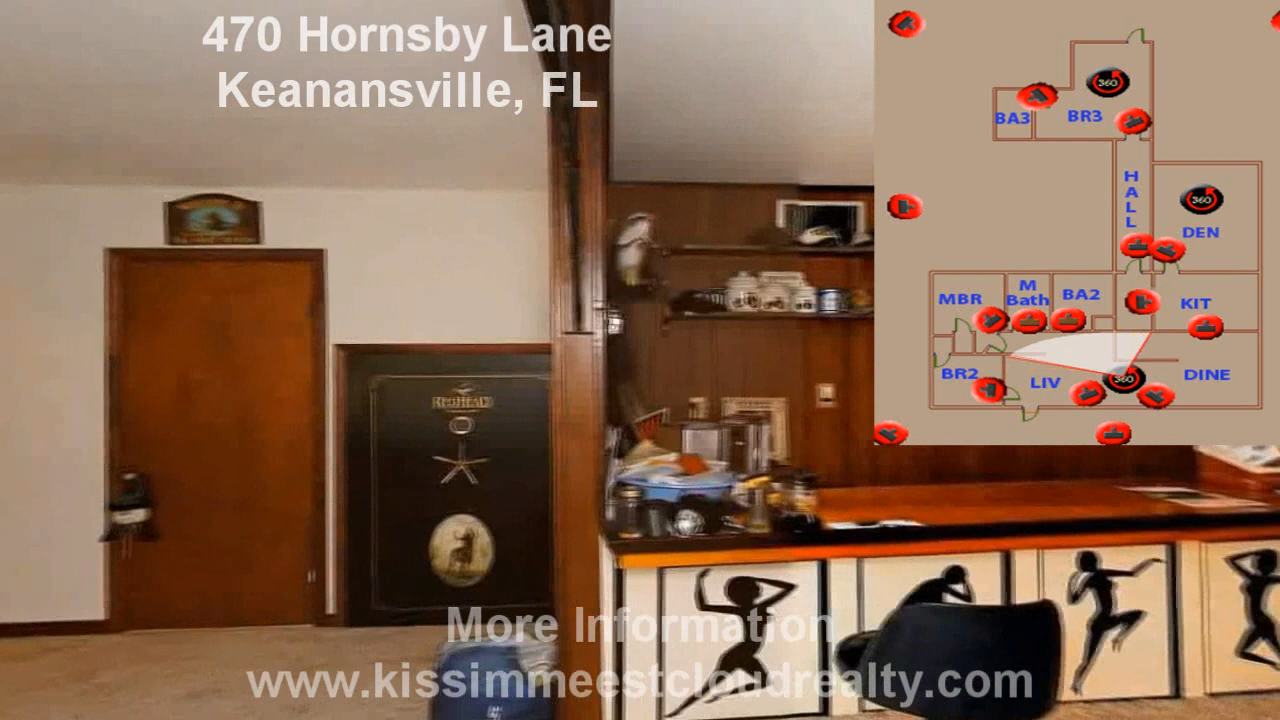 470 Hornsby Lane
Keanansville, FL
360
BA3
BR3
HALL
360
DEN
MBR
M
Bath
BA2
KIT
BR2
LIV
360
DINE
REDHEAD
More Information
www.kissimmeestcloudrealty.com